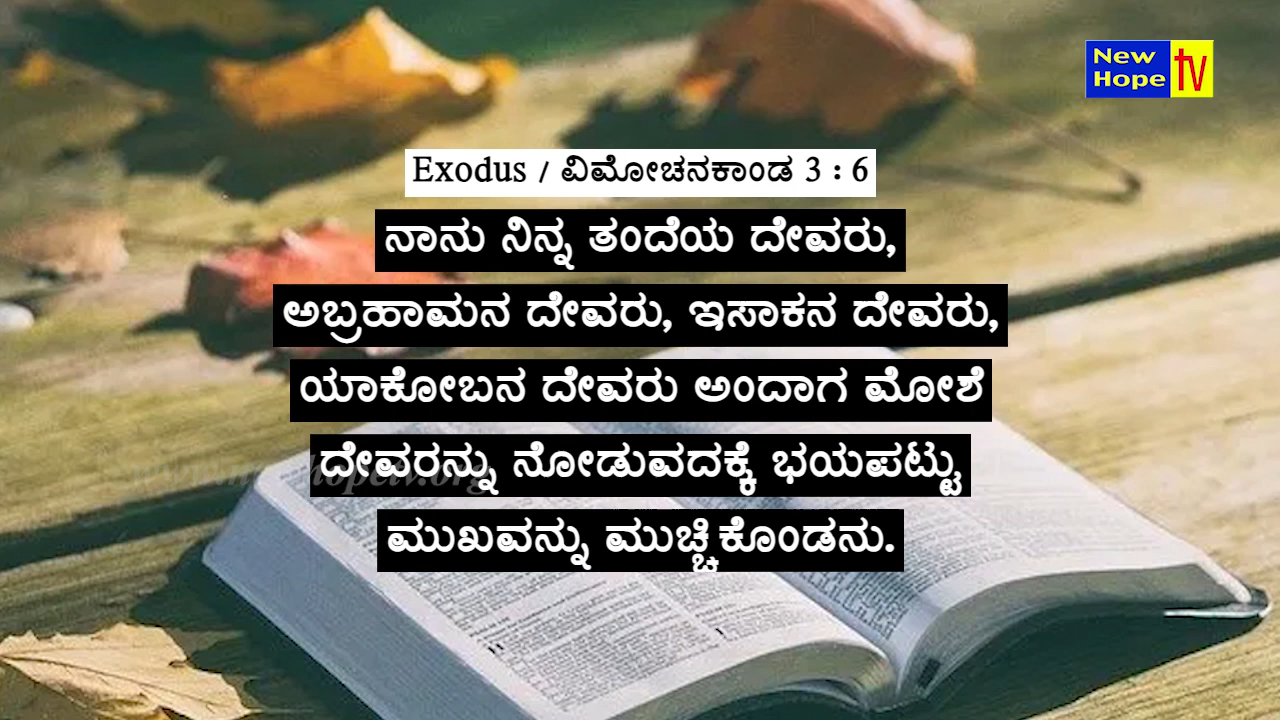 New
Hope
tv
Exodus / ವಿಮೋಚನಕಾಂಡ 3 : 6
ನಾನು ನಿನ್ನ ತಂದೆಯ ದೇವರು,
ಅಬ್ರಹಾಮನ ದೇವರು, ಇಸಾಕನ ದೇವರು,
ಯಾಕೋಬನ ದೇವರು ಅಂದಾಗ ಮೋಶೆ
ದೇವರನ್ನು ನೋಡುವದಕ್ಕೆ ಭಯಪಟ್ಟು
ಮುಖವನ್ನು ಮುಚ್ಚಿಕೊಂಡನು.